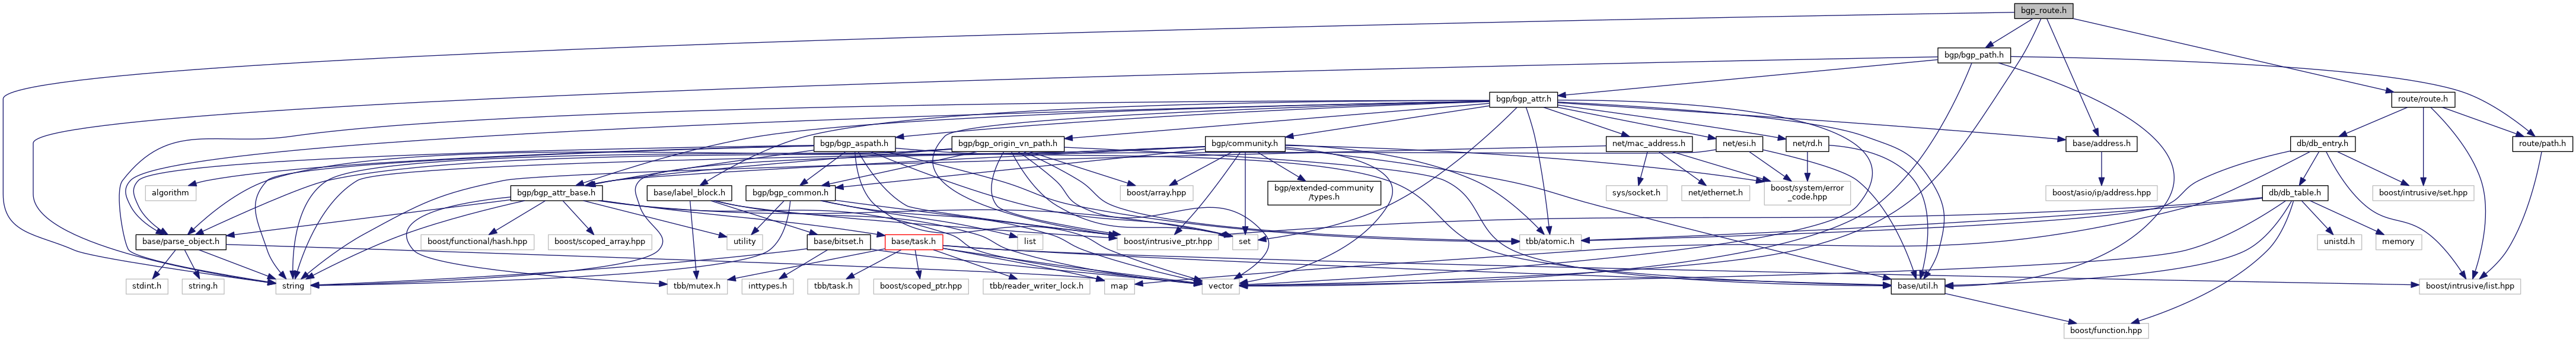 bgp_route.h
bgp/bgp_path.h
bgp/bgp_attr.h
route/route.h
bgp/bgp_aspath.h
bgp/bgp_origin_vn_path.h
bgp/community.h
net/mac_address.h
net/esi.h
net/rd.h
base/address.h
db/db_entry.h
route/path.h
algorithm
bgp/bgp_attr_base.h
base/label_block.h
bgp/bgp_common.h
boost/array.hpp
bgp/extended-community
/types.h
sys/socket.h
net/ethernet.h
boost/system/error
_code.hpp
boost/asio/ip/address.hpp
db/db_table.h
boost/intrusive/set.hpp
base/parse_object.h
boost/functional/hash.hpp
boost/scoped_array.hpp
utility
base/bitset.h
base/task.h
list
boost/intrusive_ptr.hpp
set
tbb/atomic.h
unistd.h
memory
stdint.h
string.h
string
tbb/mutex.h
inttypes.h
tbb/task.h
boost/scoped_ptr.hpp
tbb/reader_writer_lock.h
map
vector
base/util.h
boost/intrusive/list.hpp
boost/function.hpp